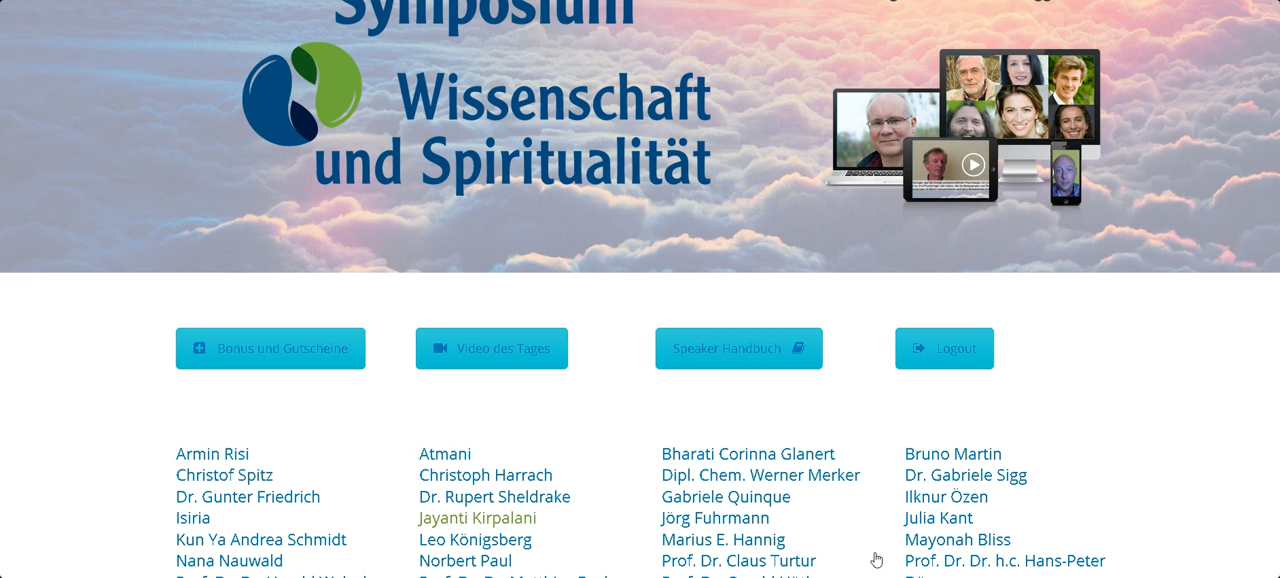 Symposium
Wissenschaft
und Spiritualität
Bonus und Gutscheine
Video des Tages
Speaker Handbuch
Logout
Armin Risi
Christof Spitz
Dr. Gunter Friedrich
Isiria
Kun Ya Andrea Schmidt
Nana Nauwald
Atmani
Christoph Harrach
Dr. Rupert Sheldrake
Jayanti Kirpalani
Leo Königsberg
Norbert Paul
Bharati Corinna Glanert
Dipl. Chem. Werner Merker
Gabriele Quinque
Jörg Fuhrmann
Marius E. Hannig
Prof. Dr. Claus Turtur
Bruno Martin
Dr. Gabriele Sigg
Ilknur Özen
Julia Kant
Mayonah Bliss
Prof. Dr. Dr. h.c. Hans-Peter